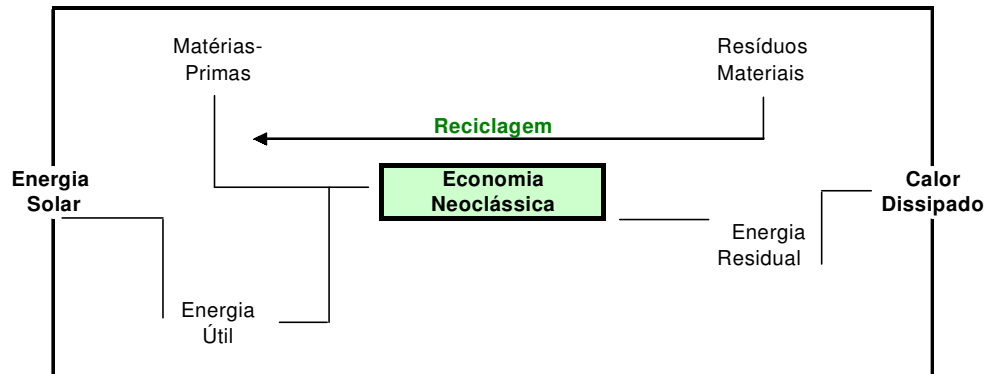 Matérias-
Primas
Resíduos
Materiais
Reciclagem
Energia
Solar
Economia
Neoclássica
Calor
Dissipado
Energia
Residual
Energia
Útil